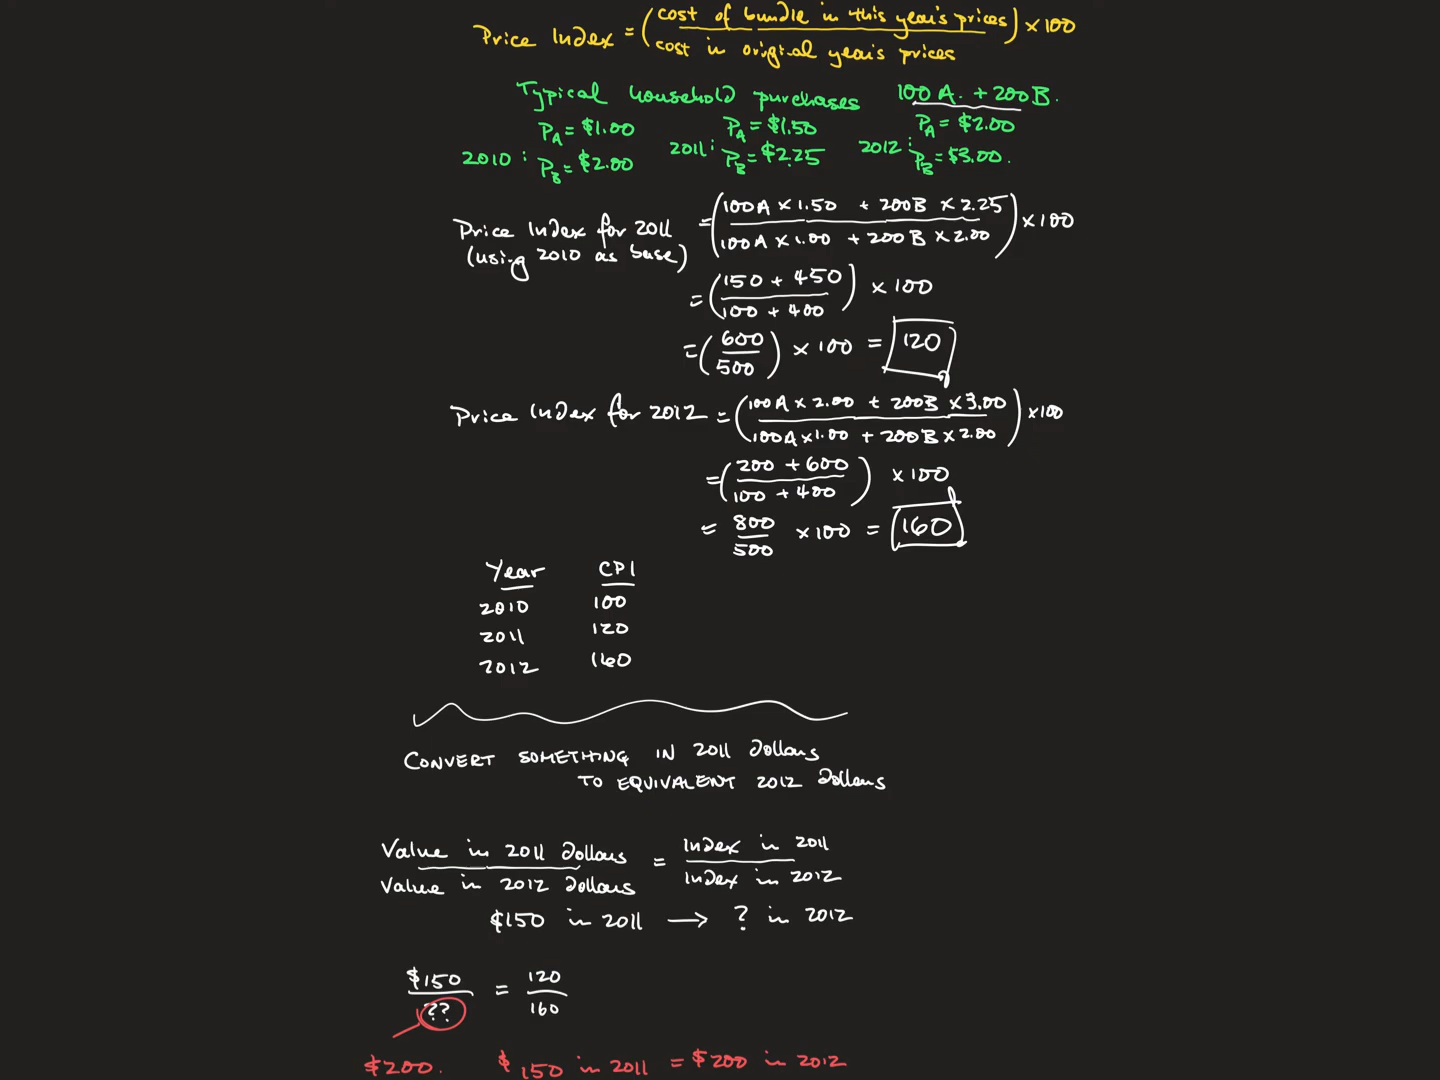 Price Index = (cost of bundle in this year's prices / cost in original year's prices) × 100
Typical household purchases 100 A. + 200 B.
2010: P_A = $1.00 P_B = $2.00
2011: P_A = $1.50 P_B = $2.25
2012: P_A = $2.00 P_B = $3.00.
Price Index for 2011 (using 2010 as base) = (100A × 1.50 + 200B × 2.25 / 100A × 1.00 + 200B × 2.00) × 100
= (150 + 450 / 100 + 400) × 100
= (600 / 500) × 100 = 120
Price Index for 2012 = (100A × 2.00 + 200B × 3.00 / 100A × 1.00 + 200B × 2.00) × 100
= (200 + 600 / 100 + 400) × 100
= 800 / 500 × 100 = 160
Year CPI
2010 100
2011 120
2012 160
CONVERT SOMETHING IN 2011 Dollars
TO EQUIVALENT 2012 Dollars
Value in 2011 Dollars / Value in 2012 Dollars = Index in 2011 / Index in 2012
$150 in 2011 → ? in 2012
$150 / ?? = 120 / 160
$200. $150 in 2011 = $200 in 2012